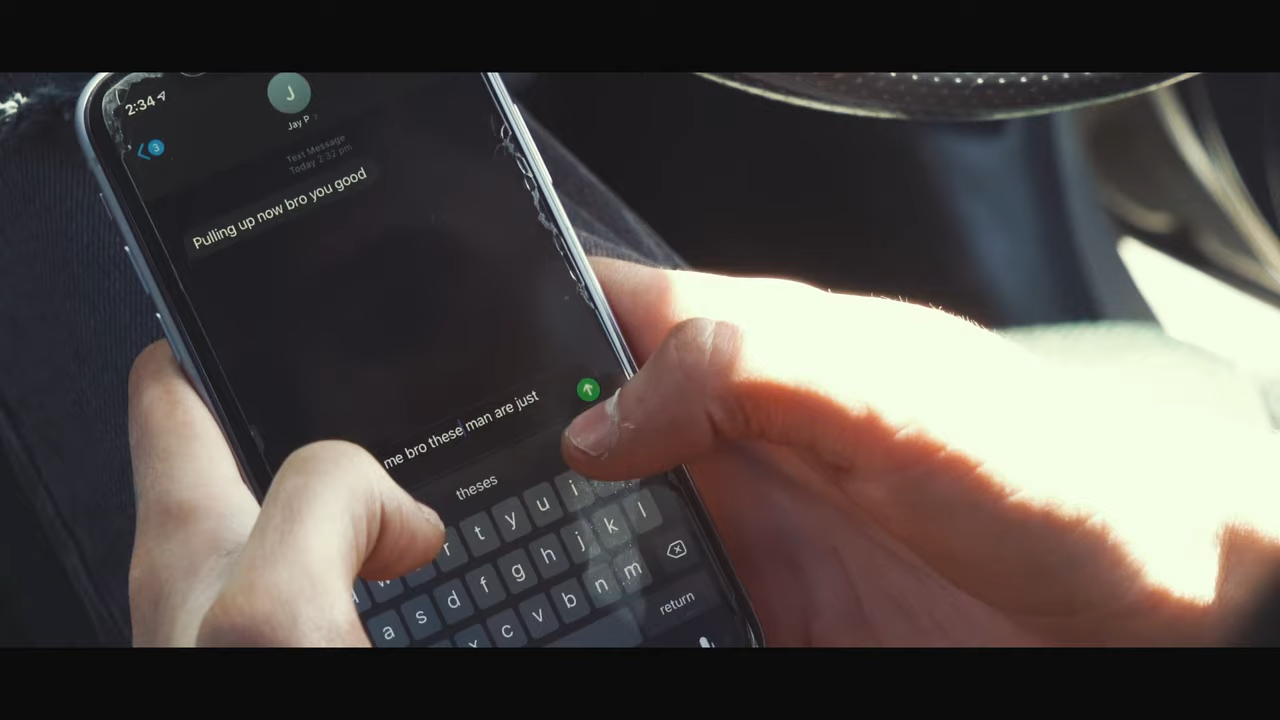 2:34
J
Jay P
3
Text Message
Today 2:32 pm
Pulling up now bro you good
me bro these man are just
theses
r t y u i
a s d f g h j k l
c v b n m
return